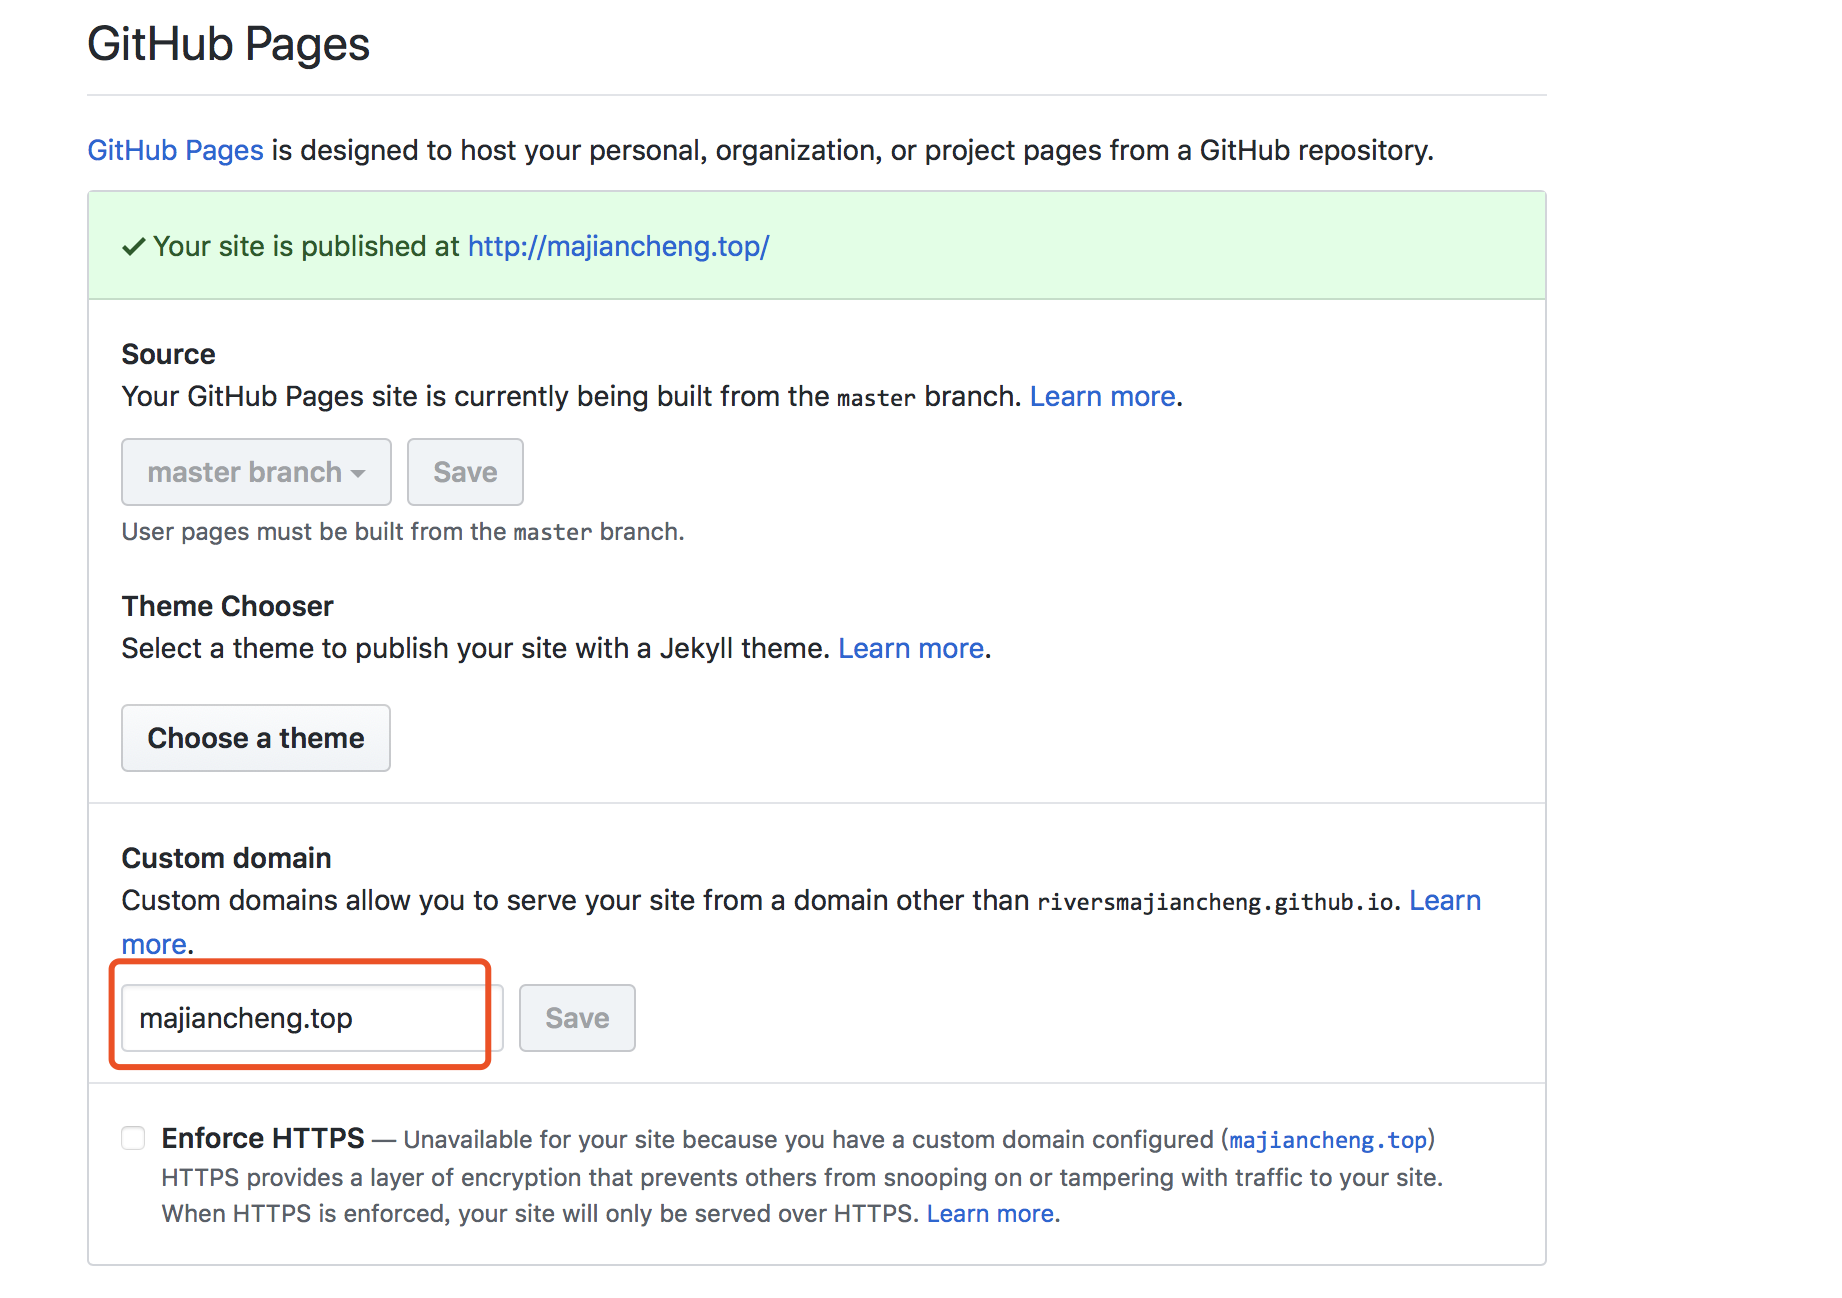 GitHub Pages
GitHub Pages is designed to host your personal, organization, or project pages from a GitHub repository.
Your site is published at http://majiancheng.top/
Source
Your GitHub Pages site is currently being built from the master branch. Learn more.
master branch Save
User pages must be built from the master branch.
Theme Chooser
Select a theme to publish your site with a Jekyll theme. Learn more.
Choose a theme
Custom domain
Custom domains allow you to serve your site from a domain other than riversmajiancheng.github.io. Learn
more.
majiancheng.top Save
Enforce HTTPS — Unavailable for your site because you have a custom domain configured (majiancheng.top)
HTTPS provides a layer of encryption that prevents others from snooping on or tampering with traffic to your site.
When HTTPS is enforced, your site will only be served over HTTPS. Learn more.